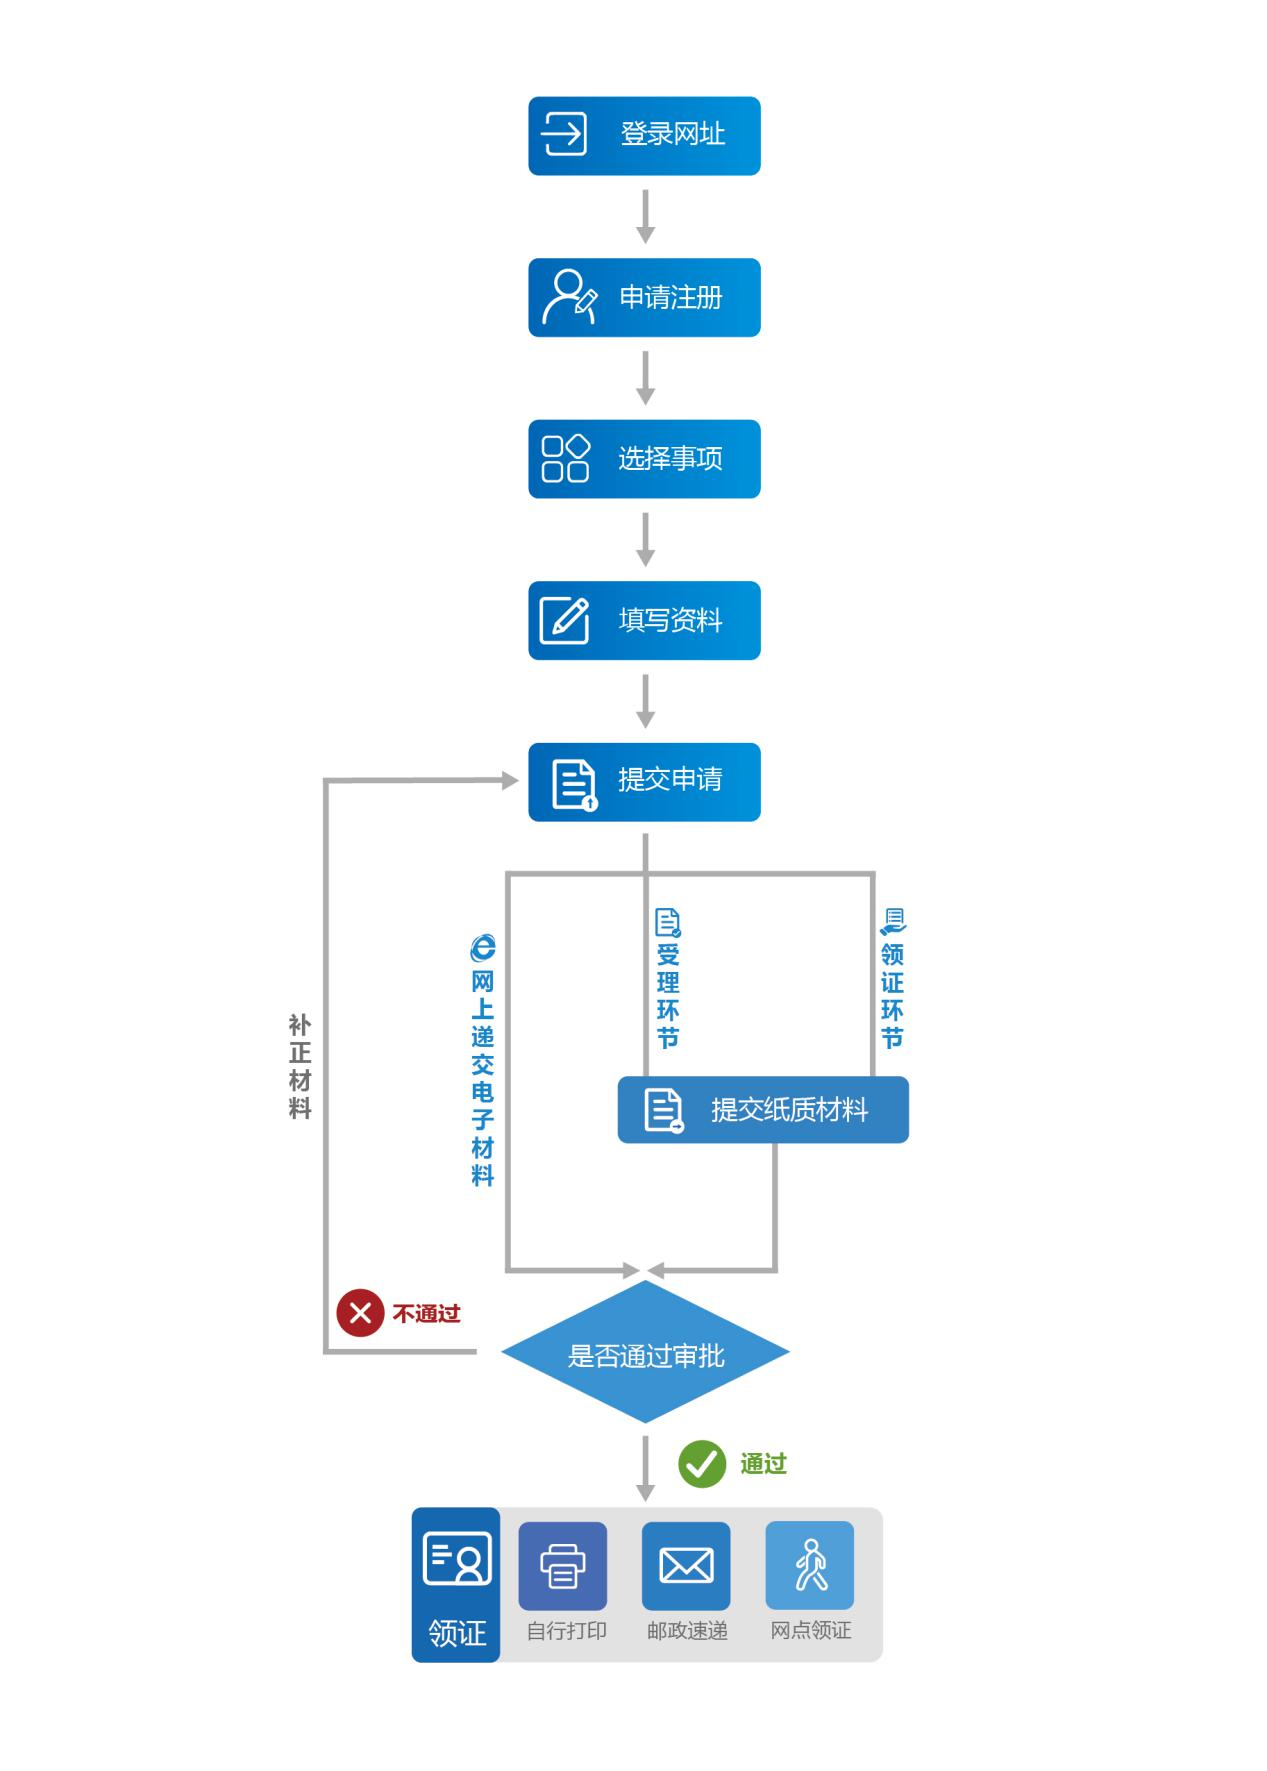 登录网址
申请注册
选择事项
填写资料
提交申请
网上递交电子材料
受理环节
领证环节
补正材料
提交纸质材料
不通过
是否通过审批
通过
领证
自行打印
邮政速递
网点领证